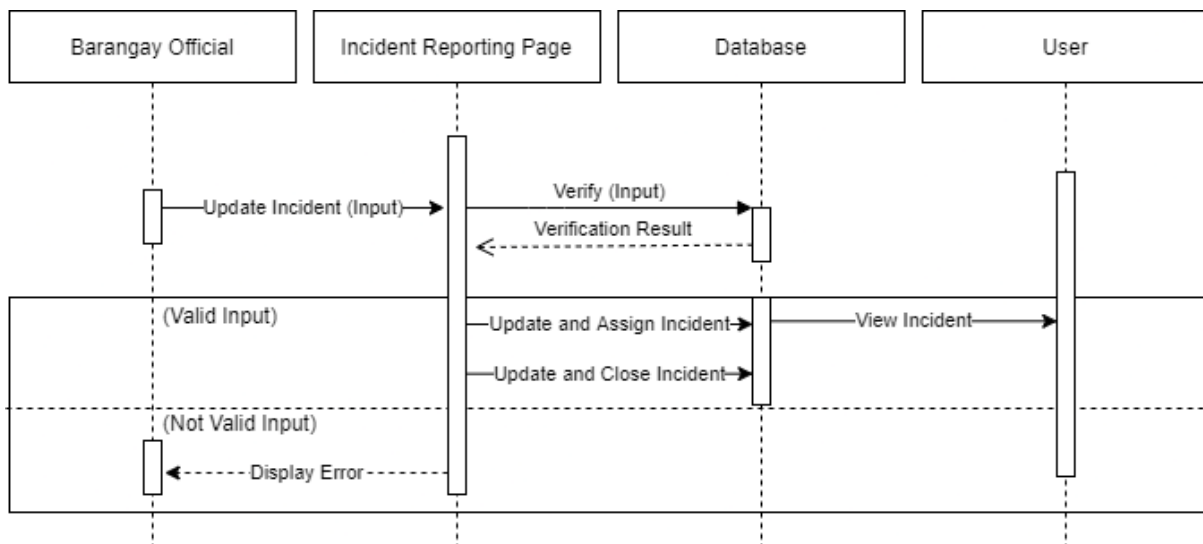 Barangay Official
Incident Reporting Page
Database
User
Update Incident (Input)
Verify (Input)
Verification Result
(Valid Input)
Update and Assign Incident
View Incident
Update and Close Incident
(Not Valid Input)
Display Error